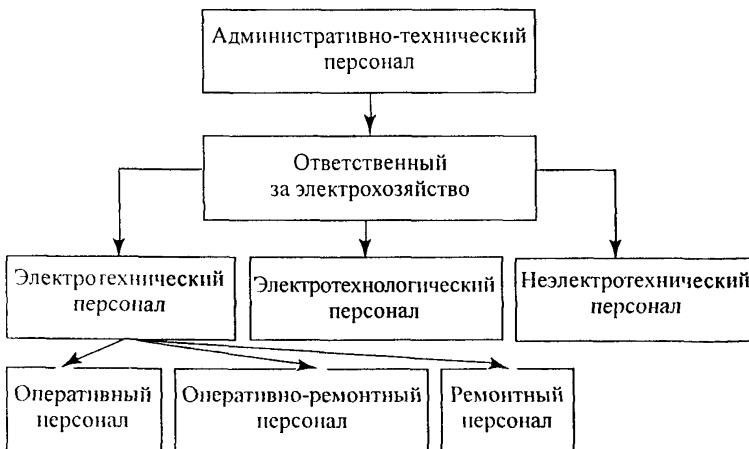 Административно-технический
персонал
Ответственный
за электрохозяйство
Электротехнический
персонал
Электротехнологический
персонал
Неэлектротехнический
персонал
Оперативный
персонал
Оперативно-ремонтный
персонал
Ремонтный
персонал